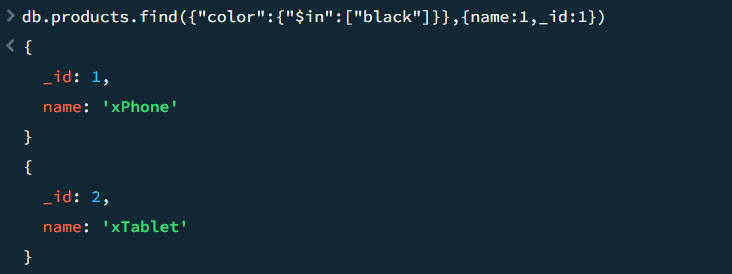 > db.products.find({"color":{"$in":["black"]}},{name:1,_id:1})
< {
_id: 1,
name: 'xPhone'
}
{
_id: 2,
name: 'xTablet'
}